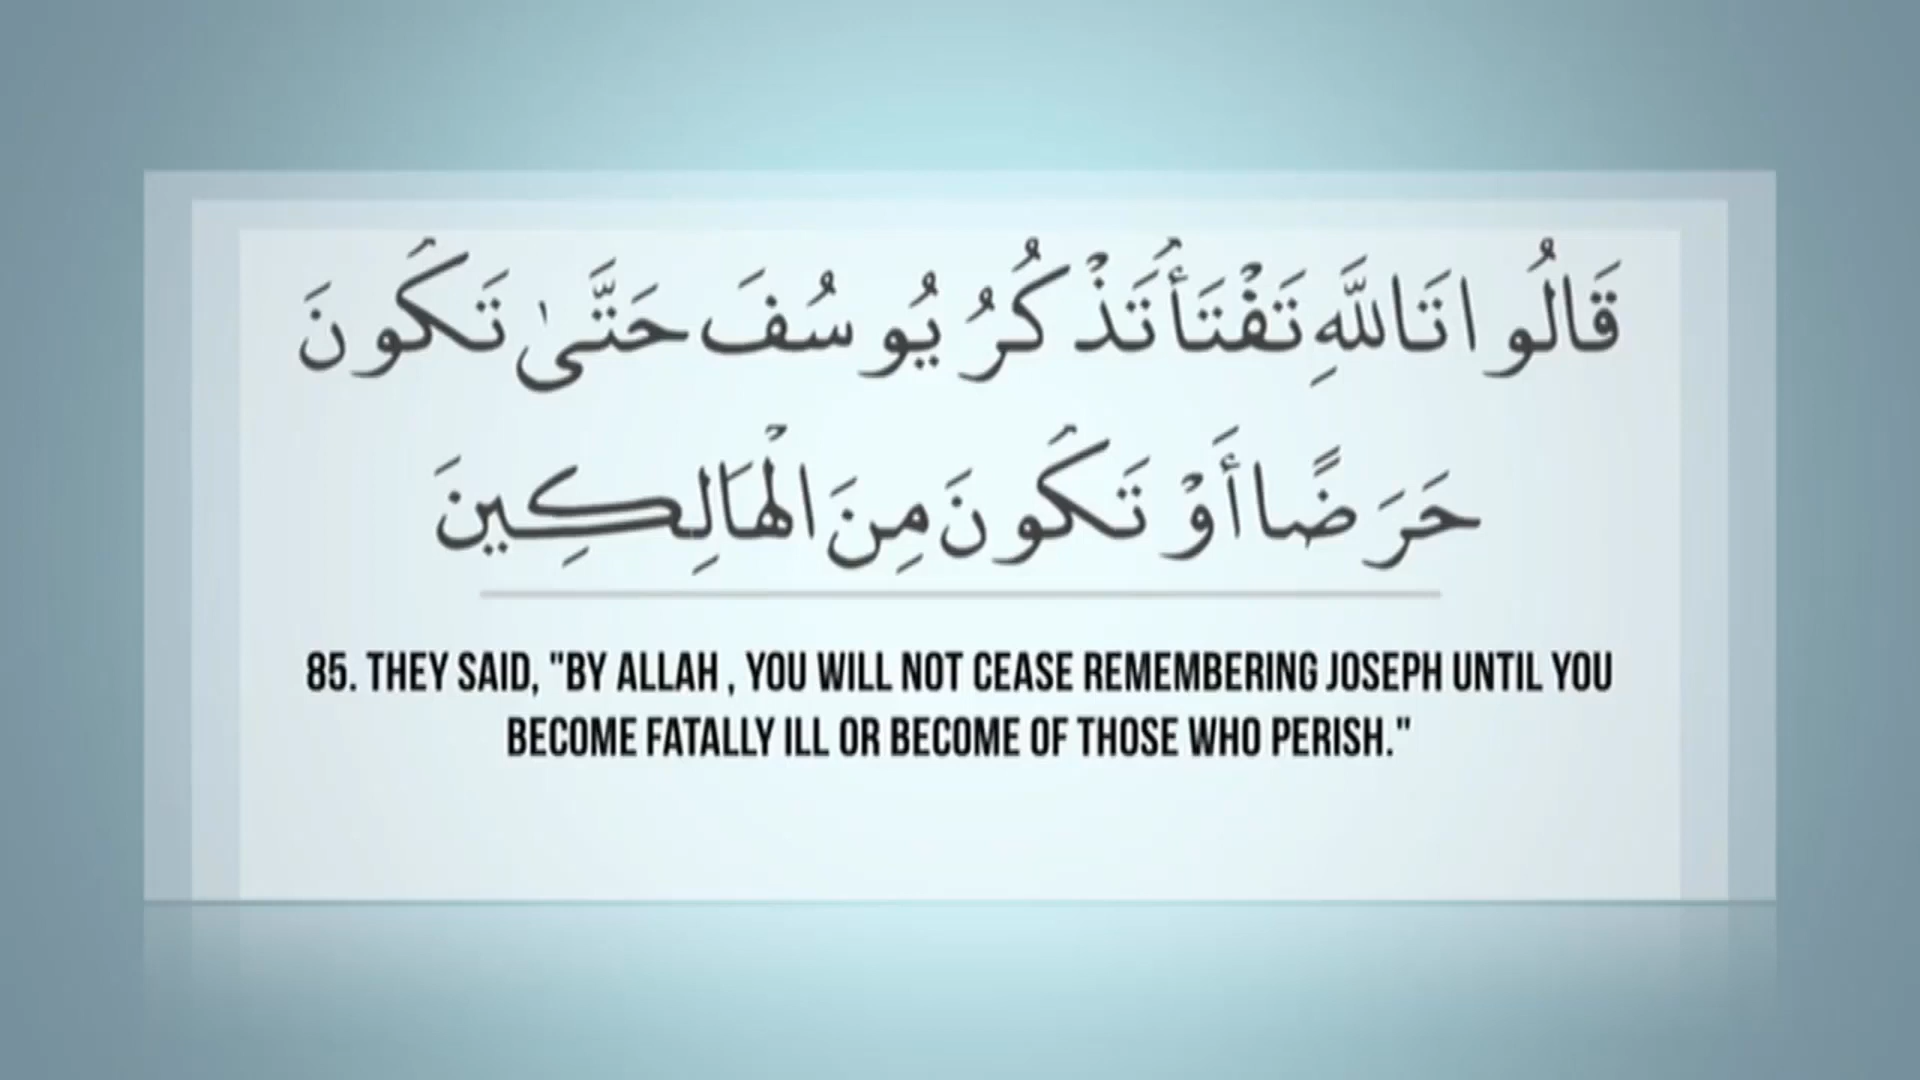 قَالُوا تَاللَّهِ تَفْتَأُ تَذْكُرُ يُوسُفَ حَتَّىٰ تَكُونَ
حَرَضًا أَوْ تَكُونَ مِنَ الْهَالِكِينَ
85. THEY SAID, "BY ALLAH , YOU WILL NOT CEASE REMEMBERING JOSEPH UNTIL YOU
BECOME FATALLY ILL OR BECOME OF THOSE WHO PERISH."